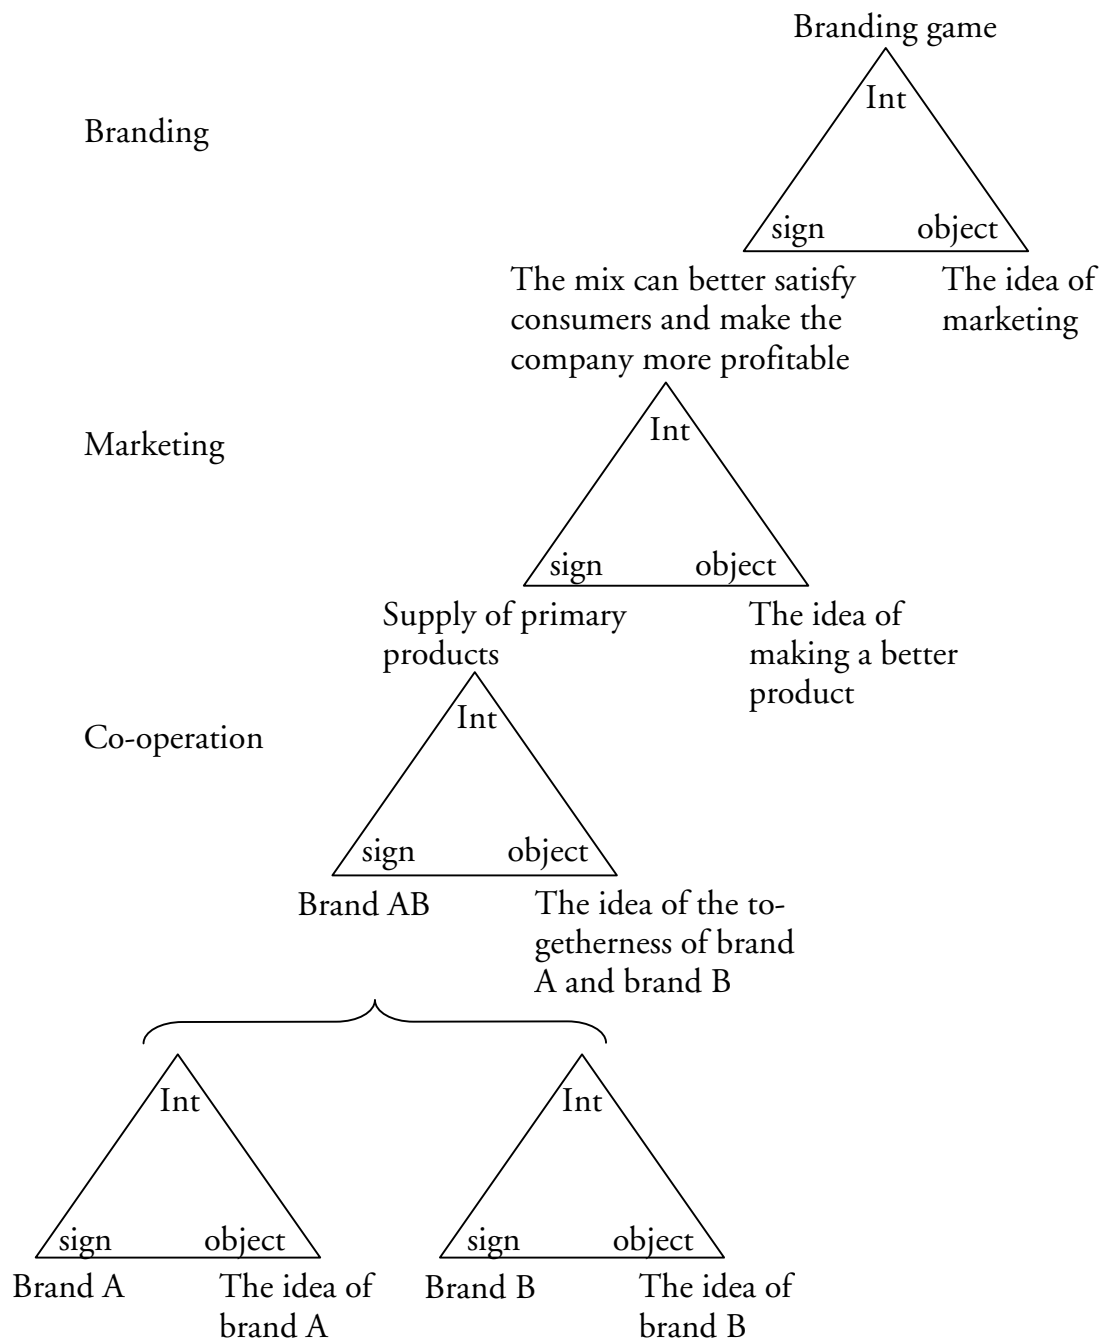 Branding game
Int
Branding
sign object
The mix can better satisfy
consumers and make the
company more profitable
The idea of
marketing
Int
Marketing
sign object
Supply of primary
products
The idea of
making a better
product
Int
Co-operation
sign object
Brand AB
The idea of the to-
getherness of brand
A and brand B
Int
Int
sign object
sign object
Brand A
The idea of
brand A
Brand B
The idea of
brand B